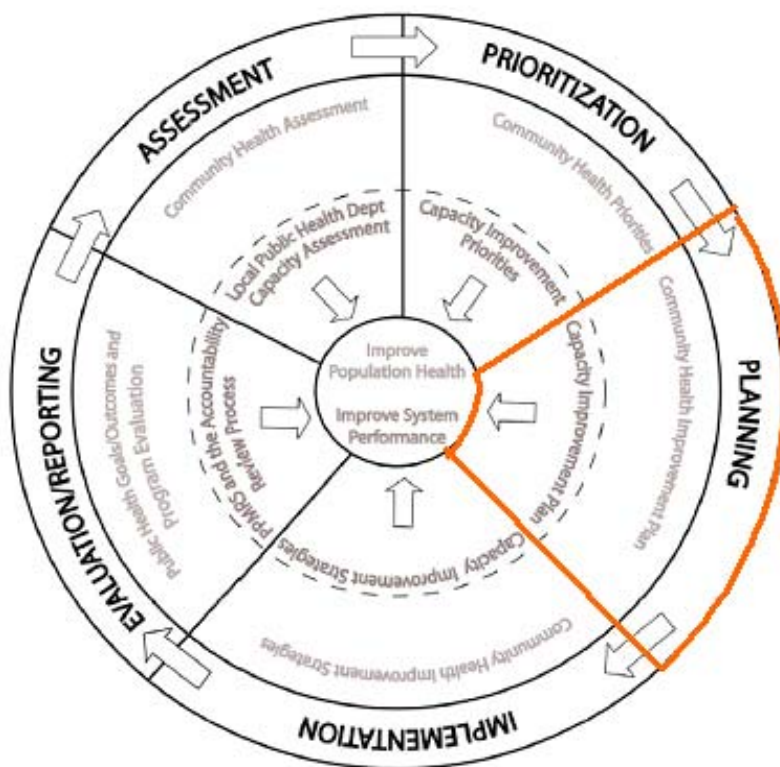 ASSESSMENT
PRIORITIZATION
Community Health Assessment
Community Health Priorities
Local Public Health Dept
Capacity Assessment
Capacity Improvement
Priorities
PLANNING
Community Health Improvement Plan
Capacity Improvement Plan
Improve
Population Health
Improve System
Performance
EVALUATION/REPORTING
Public Health Goals/Outcomes and
Program Evaluation
PPMRS and the Accountability
Review Process
Capacity Improvement Strategies
Community Health Improvement Strategies
IMPLEMENTATION